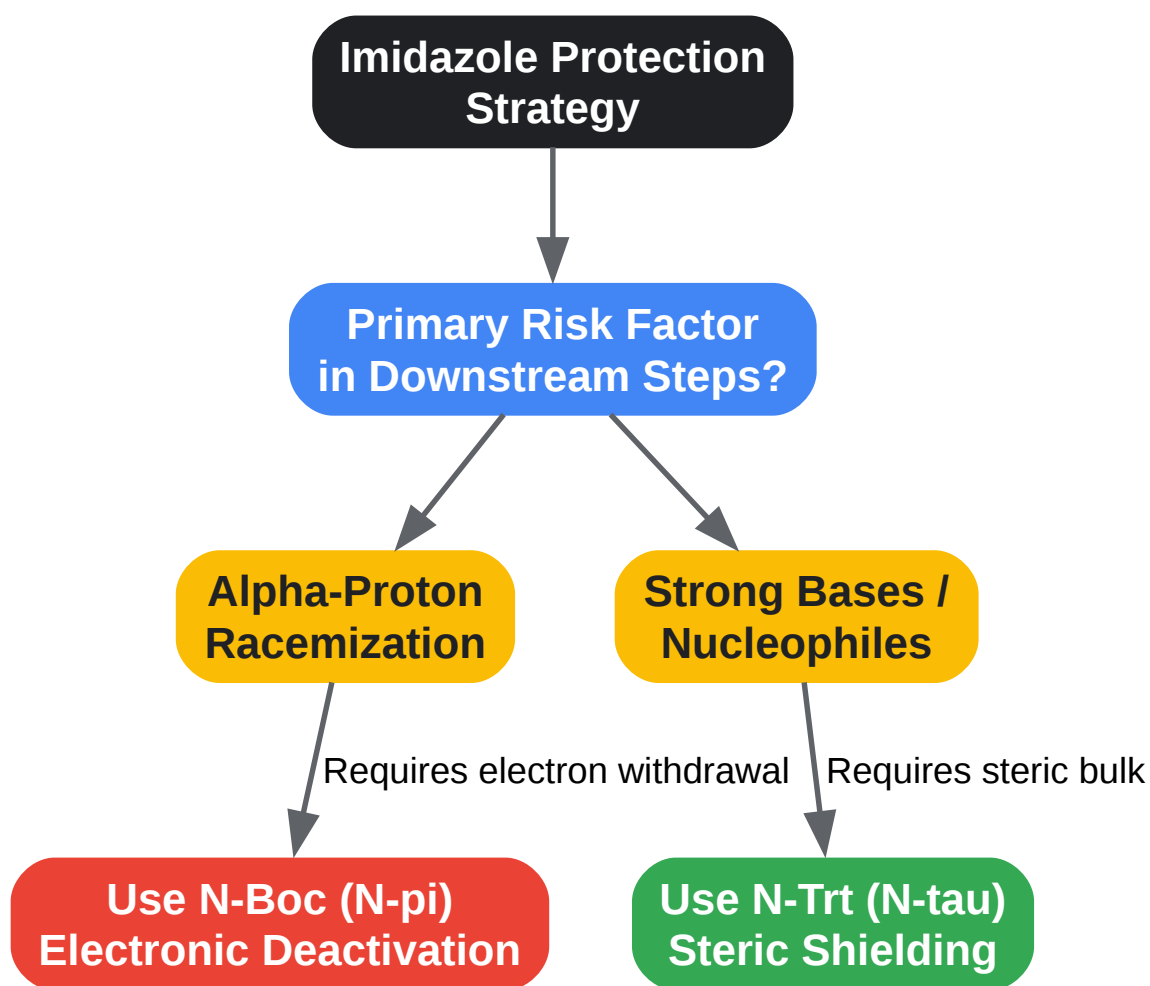 Imidazole Protection
Strategy
Primary Risk Factor
in Downstream Steps?
Alpha-Proton
Racemization
Strong Bases /
Nucleophiles
Requires electron withdrawal
Requires steric bulk
Use N-Boc (N-pi)
Electronic Deactivation
Use N-Trt (N-tau)
Steric Shielding